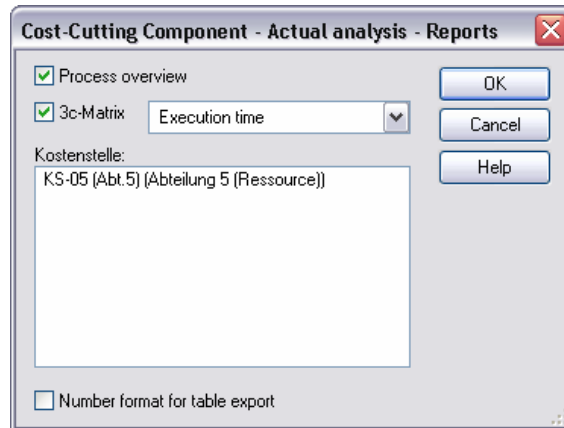 Cost-Cutting Component - Actual analysis - Reports
Process overview
OK
3c-Matrix
Execution time
Cancel
Kostenstelle:
Help
KS-05 (Abt.5) (Abteilung 5 (Ressource))
Number format for table export